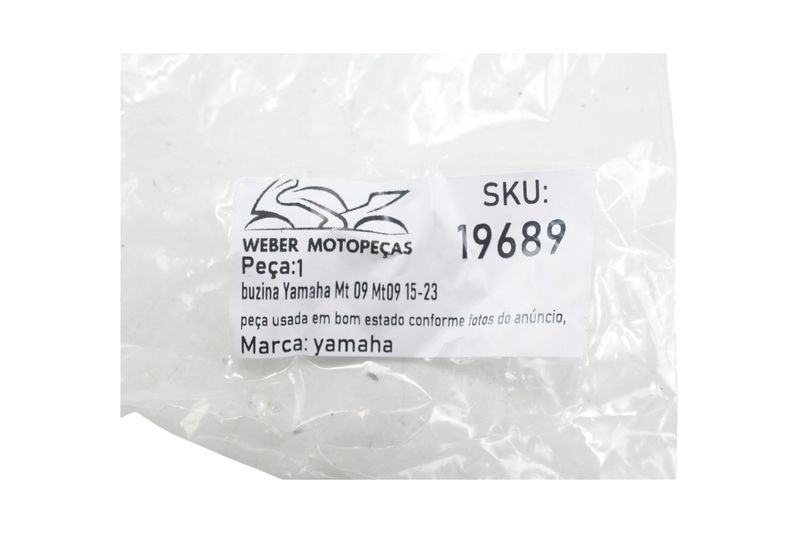 WEBER MOTOPEÇAS
SKU:
19689
Peça:1
buzina Yamaha Mt 09 Mt09 15-23
peça usada em bom estado conforme fotos do anúncio,
Marca: yamaha